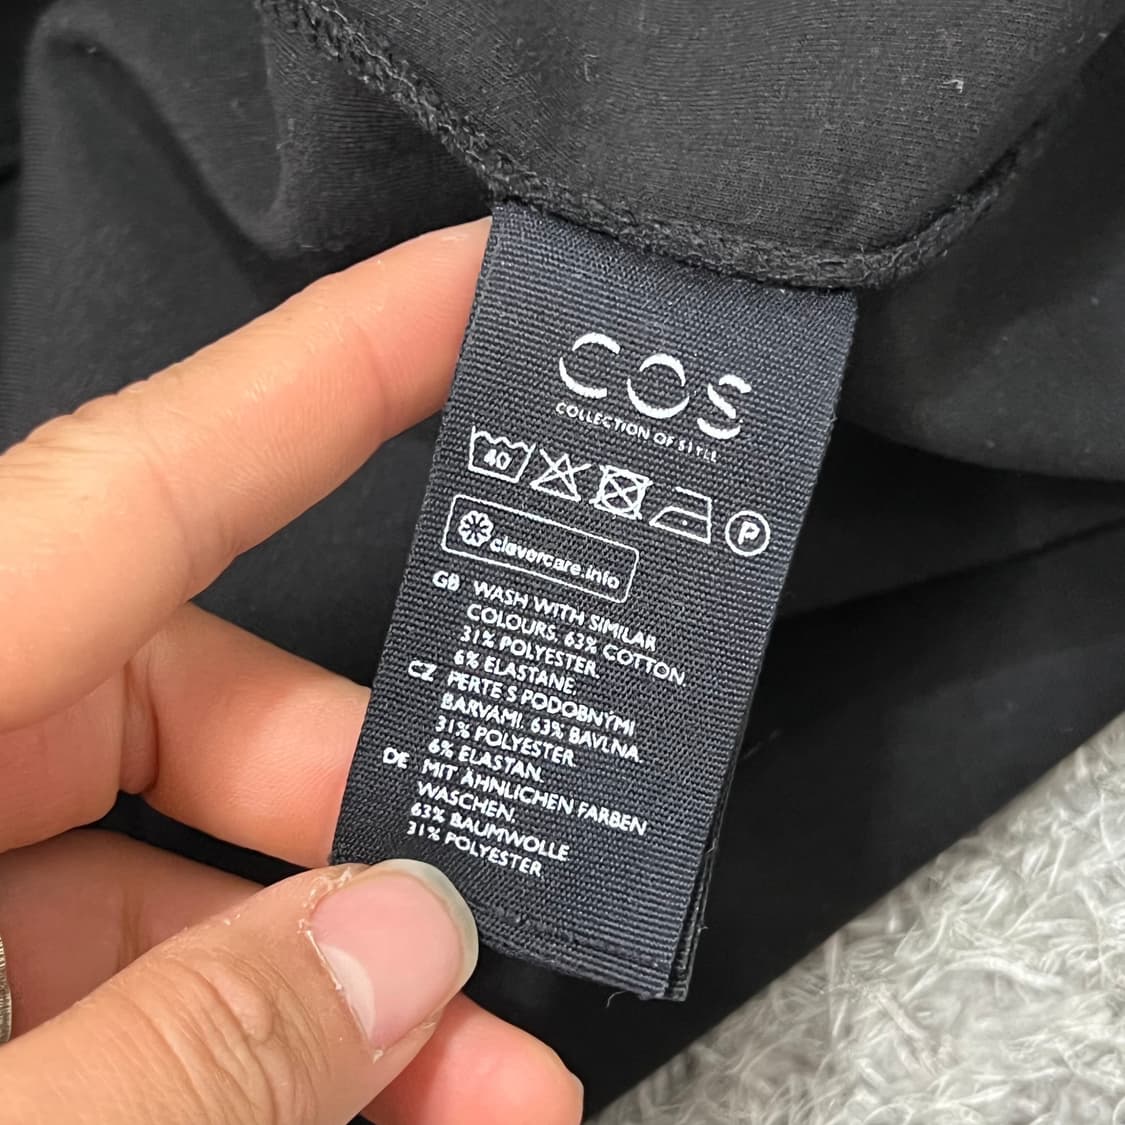 COS
COLLECTION OF STYLE
40
P
clevercare.info
GB WASH WITH SIMILAR
COLOURS. 63% COTTON,
31% POLYESTER,
6% ELASTANE.
CZ PERTE S PODOBNÝMI
BARVAMI. 63% BAVLNA,
31% POLYESTER,
6% ELASTAN.
DE MIT ÄHNLICHEN FARBEN
WASCHEN.
63% BAUMWOLLE
31% POLYESTER